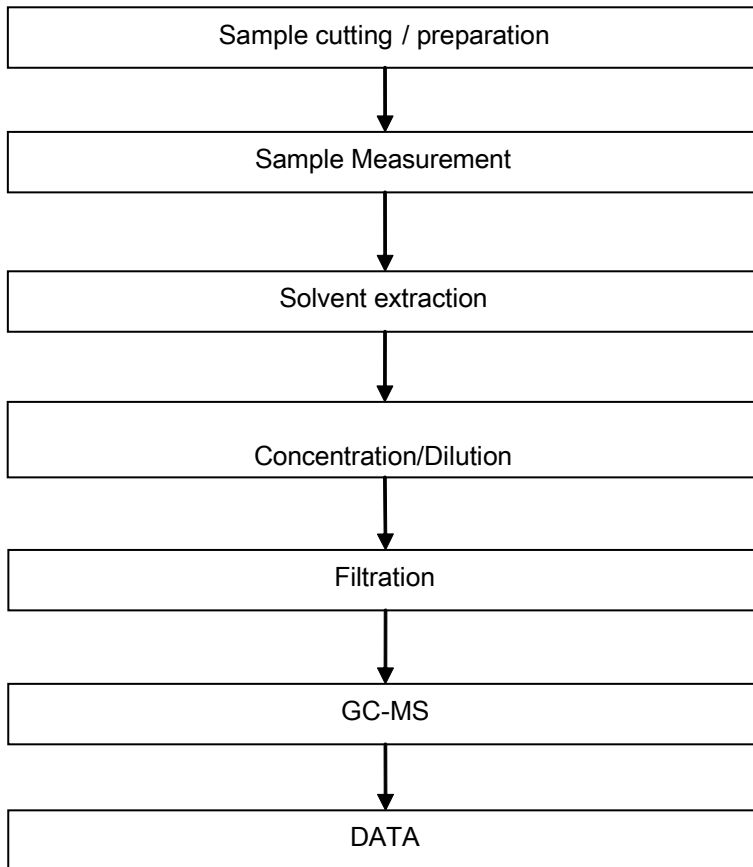 Sample cutting / preparation
Sample Measurement
Solvent extraction
Concentration/Dilution
Filtration
GC-MS
DATA